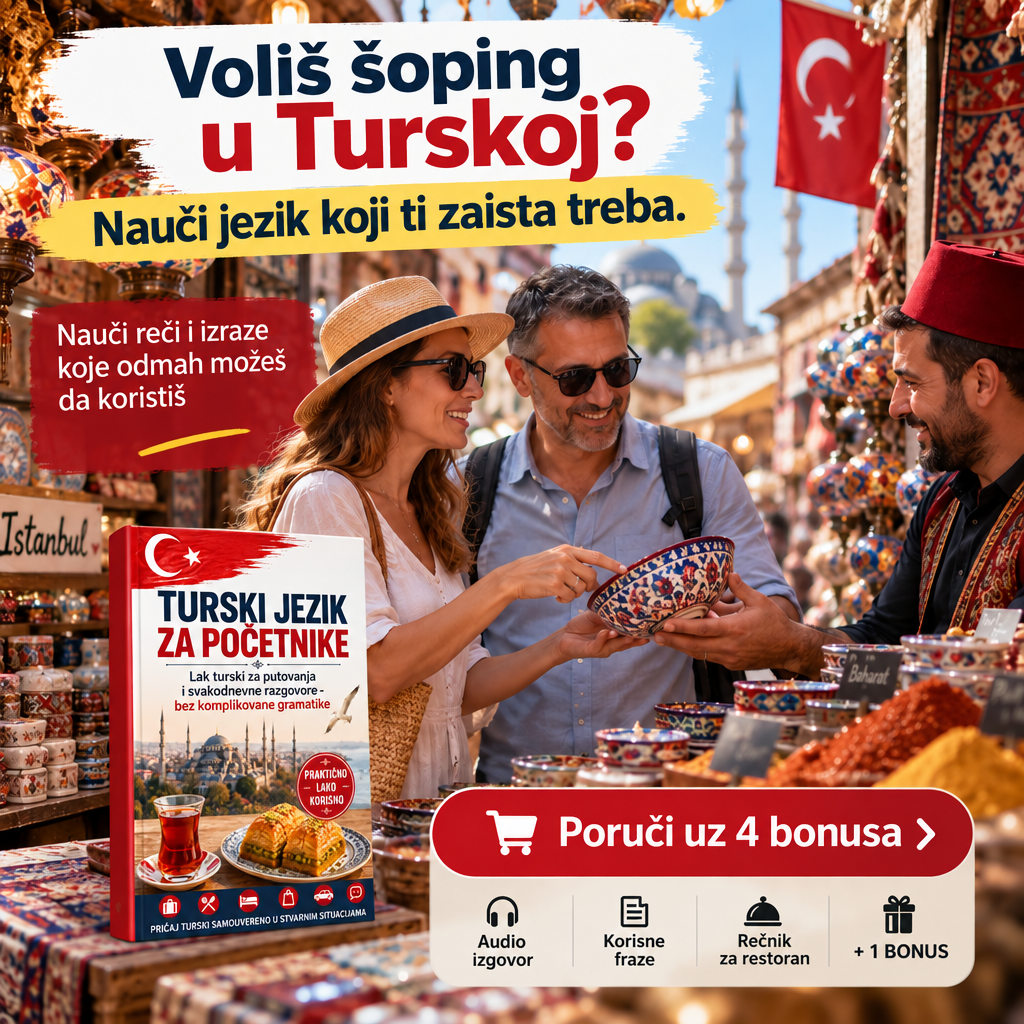 Voliš šoping
u Turskoj?
Nauči jezik koji ti zaista treba.
Nauči reči i izraze
koje odmah možeš
da koristiš
Istanbul
TURSKI JEZIK
ZA POČETNIKE
Lak turski za putovanja
i svakodnevne razgovore -
bez komplikovane gramatike
PRAKTIČNO
LAKO
KORISNO
PRIČAJ TURSKI SAMOUVERENO U STVARNIM SITUACIJAMA
Baharat
Poruči uz 4 bonusa
Audio
izgovor
Korisne
fraze
Rečnik
za restoran
+ 1 BONUS